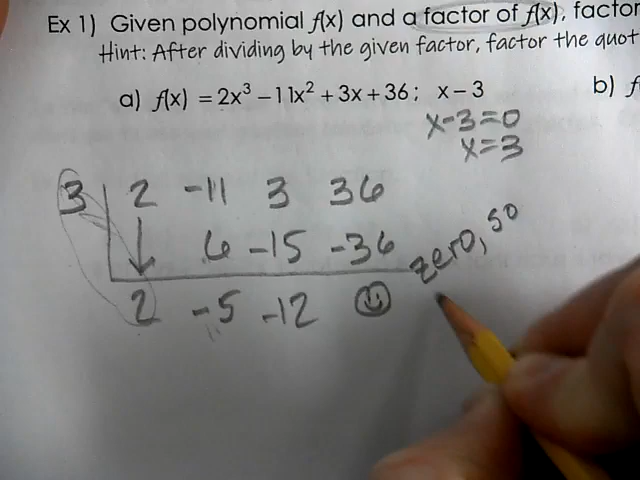 Ex 1) Given polynomial f(x) and a factor of f(x), factor
Hint: After dividing by the given factor, factor the quot
a) f(x) = 2x³ – 11x² + 3x + 36; x – 3
b) f
x-3=0
x=3
3 2 -11 3 36
6 -15 -36
zero, so
2 -5 -12